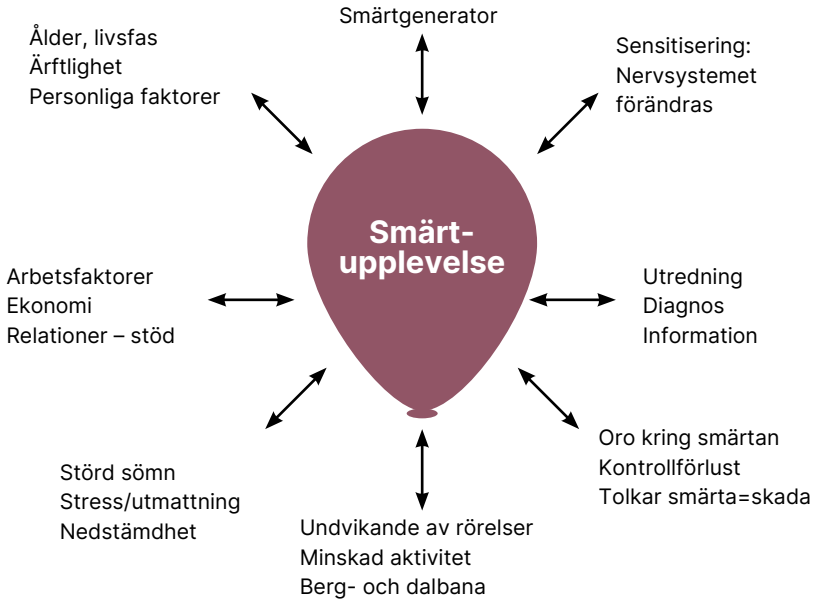 Smärtgenerator
Ålder, livsfas
Ärftlighet
Personliga faktorer
Sensitisering:
Nervsystemet
förändras
Smärt-
upplevelse
Arbetsfaktorer
Ekonomi
Relationer – stöd
Utredning
Diagnos
Information
Störd sömn
Stress/utmattning
Nedstämdhet
Undvikande av rörelser
Minskad aktivitet
Berg- och dalbana
Oro kring smärtan
Kontrollförlust
Tolkar smärta=skada